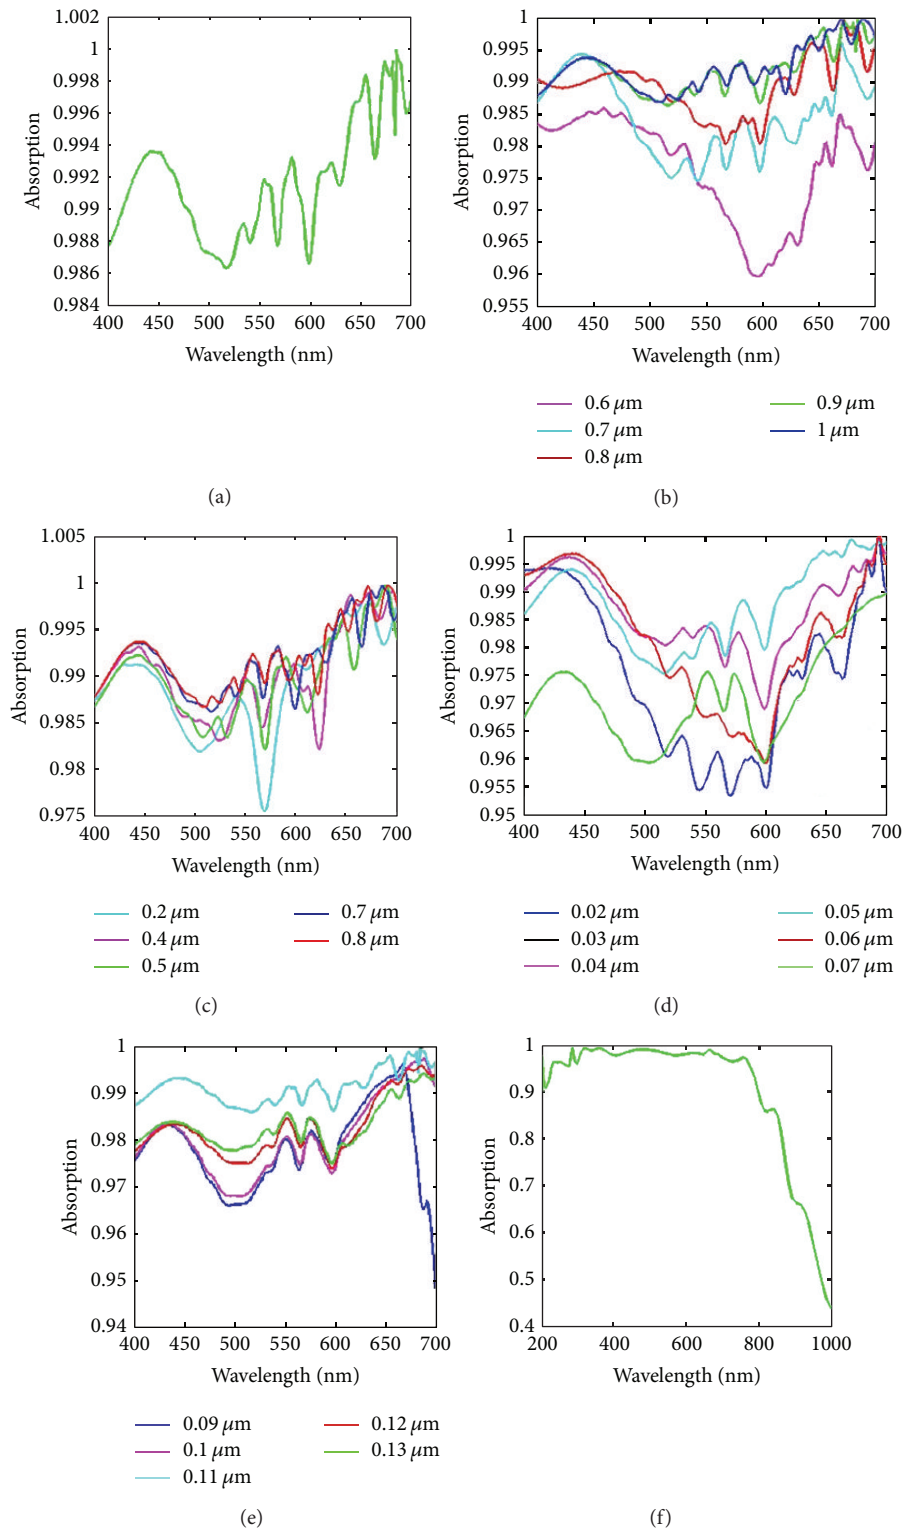 1.002
1
0.998
0.996
0.994
0.992
0.99
0.988
0.986
0.984
Absorption
400 450 500 550 600 650 700
Wavelength (nm)
(a)
1
0.995
0.99
0.985
0.98
0.975
0.97
0.965
0.96
0.955
Absorption
400 450 500 550 600 650 700
Wavelength (nm)
0.6 μm 0.9 μm
0.7 μm 1 μm
0.8 μm
(b)
1.005
1
0.995
0.99
0.985
0.98
0.975
Absorption
400 450 500 550 600 650 700
Wavelength (nm)
0.2 μm 0.7 μm
0.4 μm 0.8 μm
0.5 μm
(c)
1
0.995
0.985
0.98
0.975
0.97
0.965
0.96
0.955
0.95
Absorption
400 450 500 550 600 650 700
Wavelength (nm)
0.02 μm 0.05 μm
0.03 μm 0.06 μm
0.04 μm 0.07 μm
(d)
1
0.99
0.98
0.97
0.96
0.95
0.94
Absorption
400 450 500 550 600 650 700
Wavelength (nm)
0.09 μm 0.12 μm
0.1 μm 0.13 μm
0.11 μm
(e)
1
0.9
0.8
0.7
0.6
0.5
0.4
Absorption
200 400 600 800 1000
Wavelength (nm)
(f)